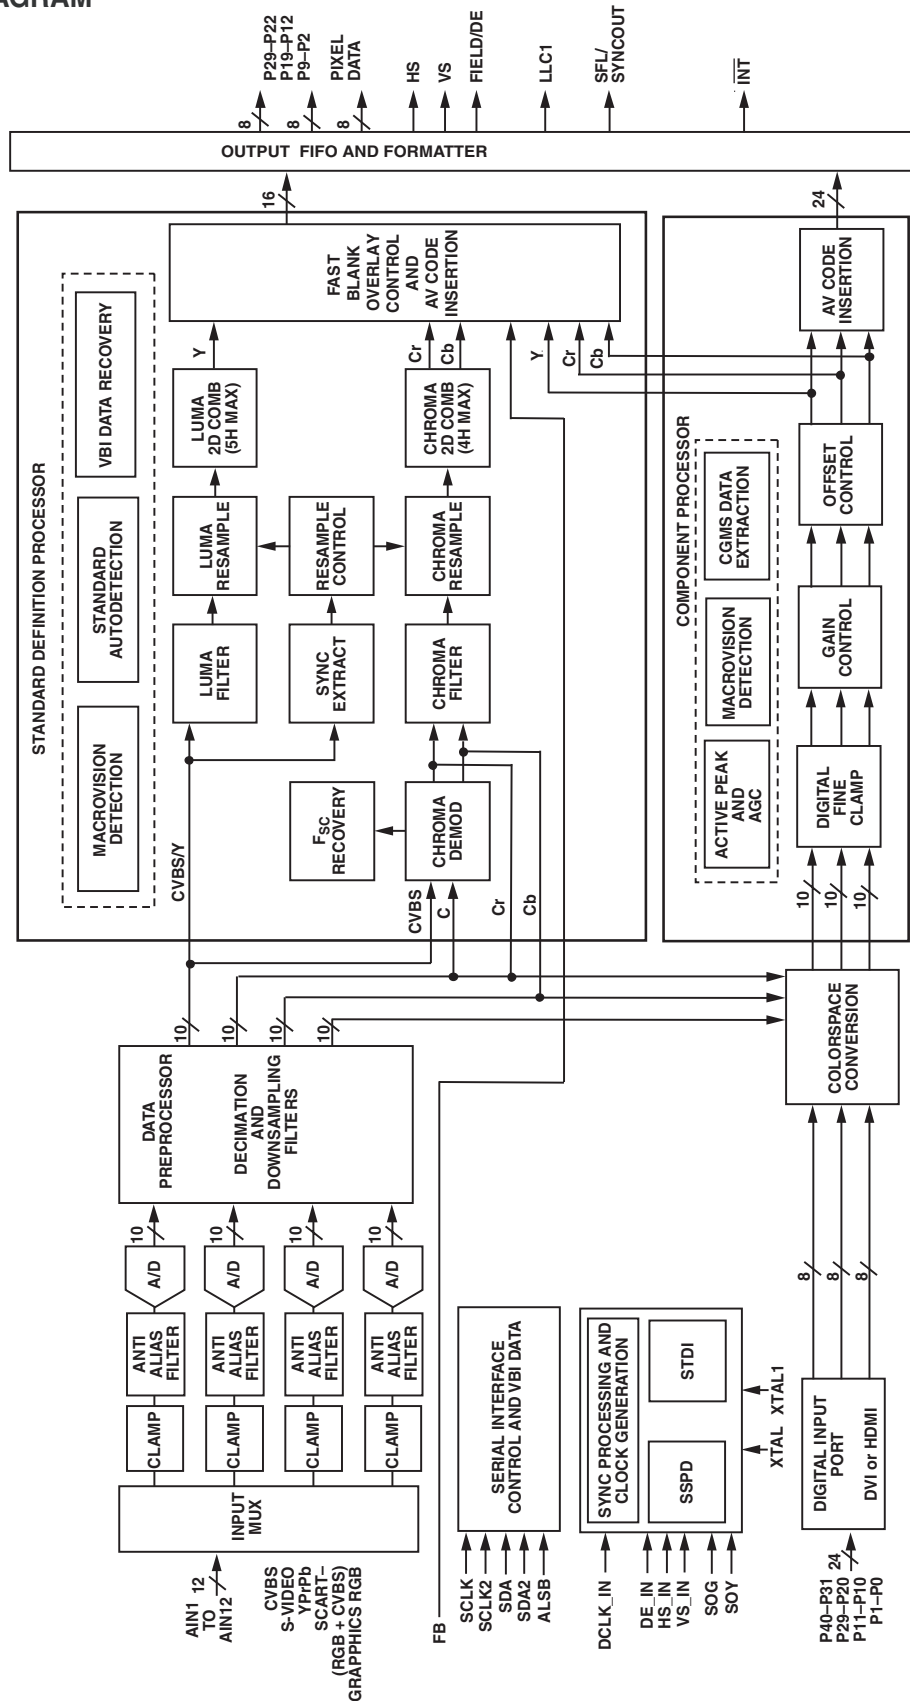 AGRAM
AIN1
TO
AIN12
12
CVBS
S-VIDEO
YPrPb
SCART–
(RGB + CVBS)
GRAPPHICS RGB
INPUT
MUX
CLAMP
ANTI
ALIAS
FILTER
A/D
10
CLAMP
ANTI
ALIAS
FILTER
A/D
10
CLAMP
ANTI
ALIAS
FILTER
A/D
10
CLAMP
ANTI
ALIAS
FILTER
A/D
10
DATA
PREPROCESSOR
DECIMATION
AND
DOWNSAMPLING
FILTERS
10
10
10
10
FB
SCLK
SCLK2
SDA
SDA2
ALSB
SERIAL INTERFACE
CONTROL AND VBI DATA
DCLK_IN
DE_IN
HS_IN
VS_IN
SOG
SOY
SYNC PROCESSING AND
CLOCK GENERATION
SSPD
STDI
XTAL
XTAL1
P40–P31
P29–P20
P11–P10
P1–P0
24
DIGITAL INPUT
PORT
DVI or HDMI
8
8
8
COLORSPACE
CONVERSION
STANDARD DEFINITION PROCESSOR
MACROVISION
DETECTION
STANDARD
AUTODETECTION
VBI DATA RECOVERY
CVBS/Y
CVBS
C
Cr
Cb
FSC
RECOVERY
CHROMA
DEMOD
LUMA
FILTER
SYNC
EXTRACT
CHROMA
FILTER
LUMA
RESAMPLE
RESAMPLE
CONTROL
CHROMA
RESAMPLE
LUMA
2D COMB
(5H MAX)
CHROMA
2D COMB
(4H MAX)
Y
Cr
Cb
Y
Cr
Cb
FAST
BLANK
OVERLAY
CONTROL
AND
AV CODE
INSERTION
16
COMPONENT PROCESSOR
ACTIVE PEAK
AND
AGC
MACROVISION
DETECTION
CGMS DATA
EXTRACTION
10
10
10
DIGITAL
FINE
CLAMP
GAIN
CONTROL
OFFSET
CONTROL
AV CODE
INSERTION
24
OUTPUT FIFO AND FORMATTER
8
8
8
P29–P22
P19–P12
P9–P2
PIXEL
DATA
HS
VS
FIELD/DE
LLC1
SFL/
SYNCOUT
INT